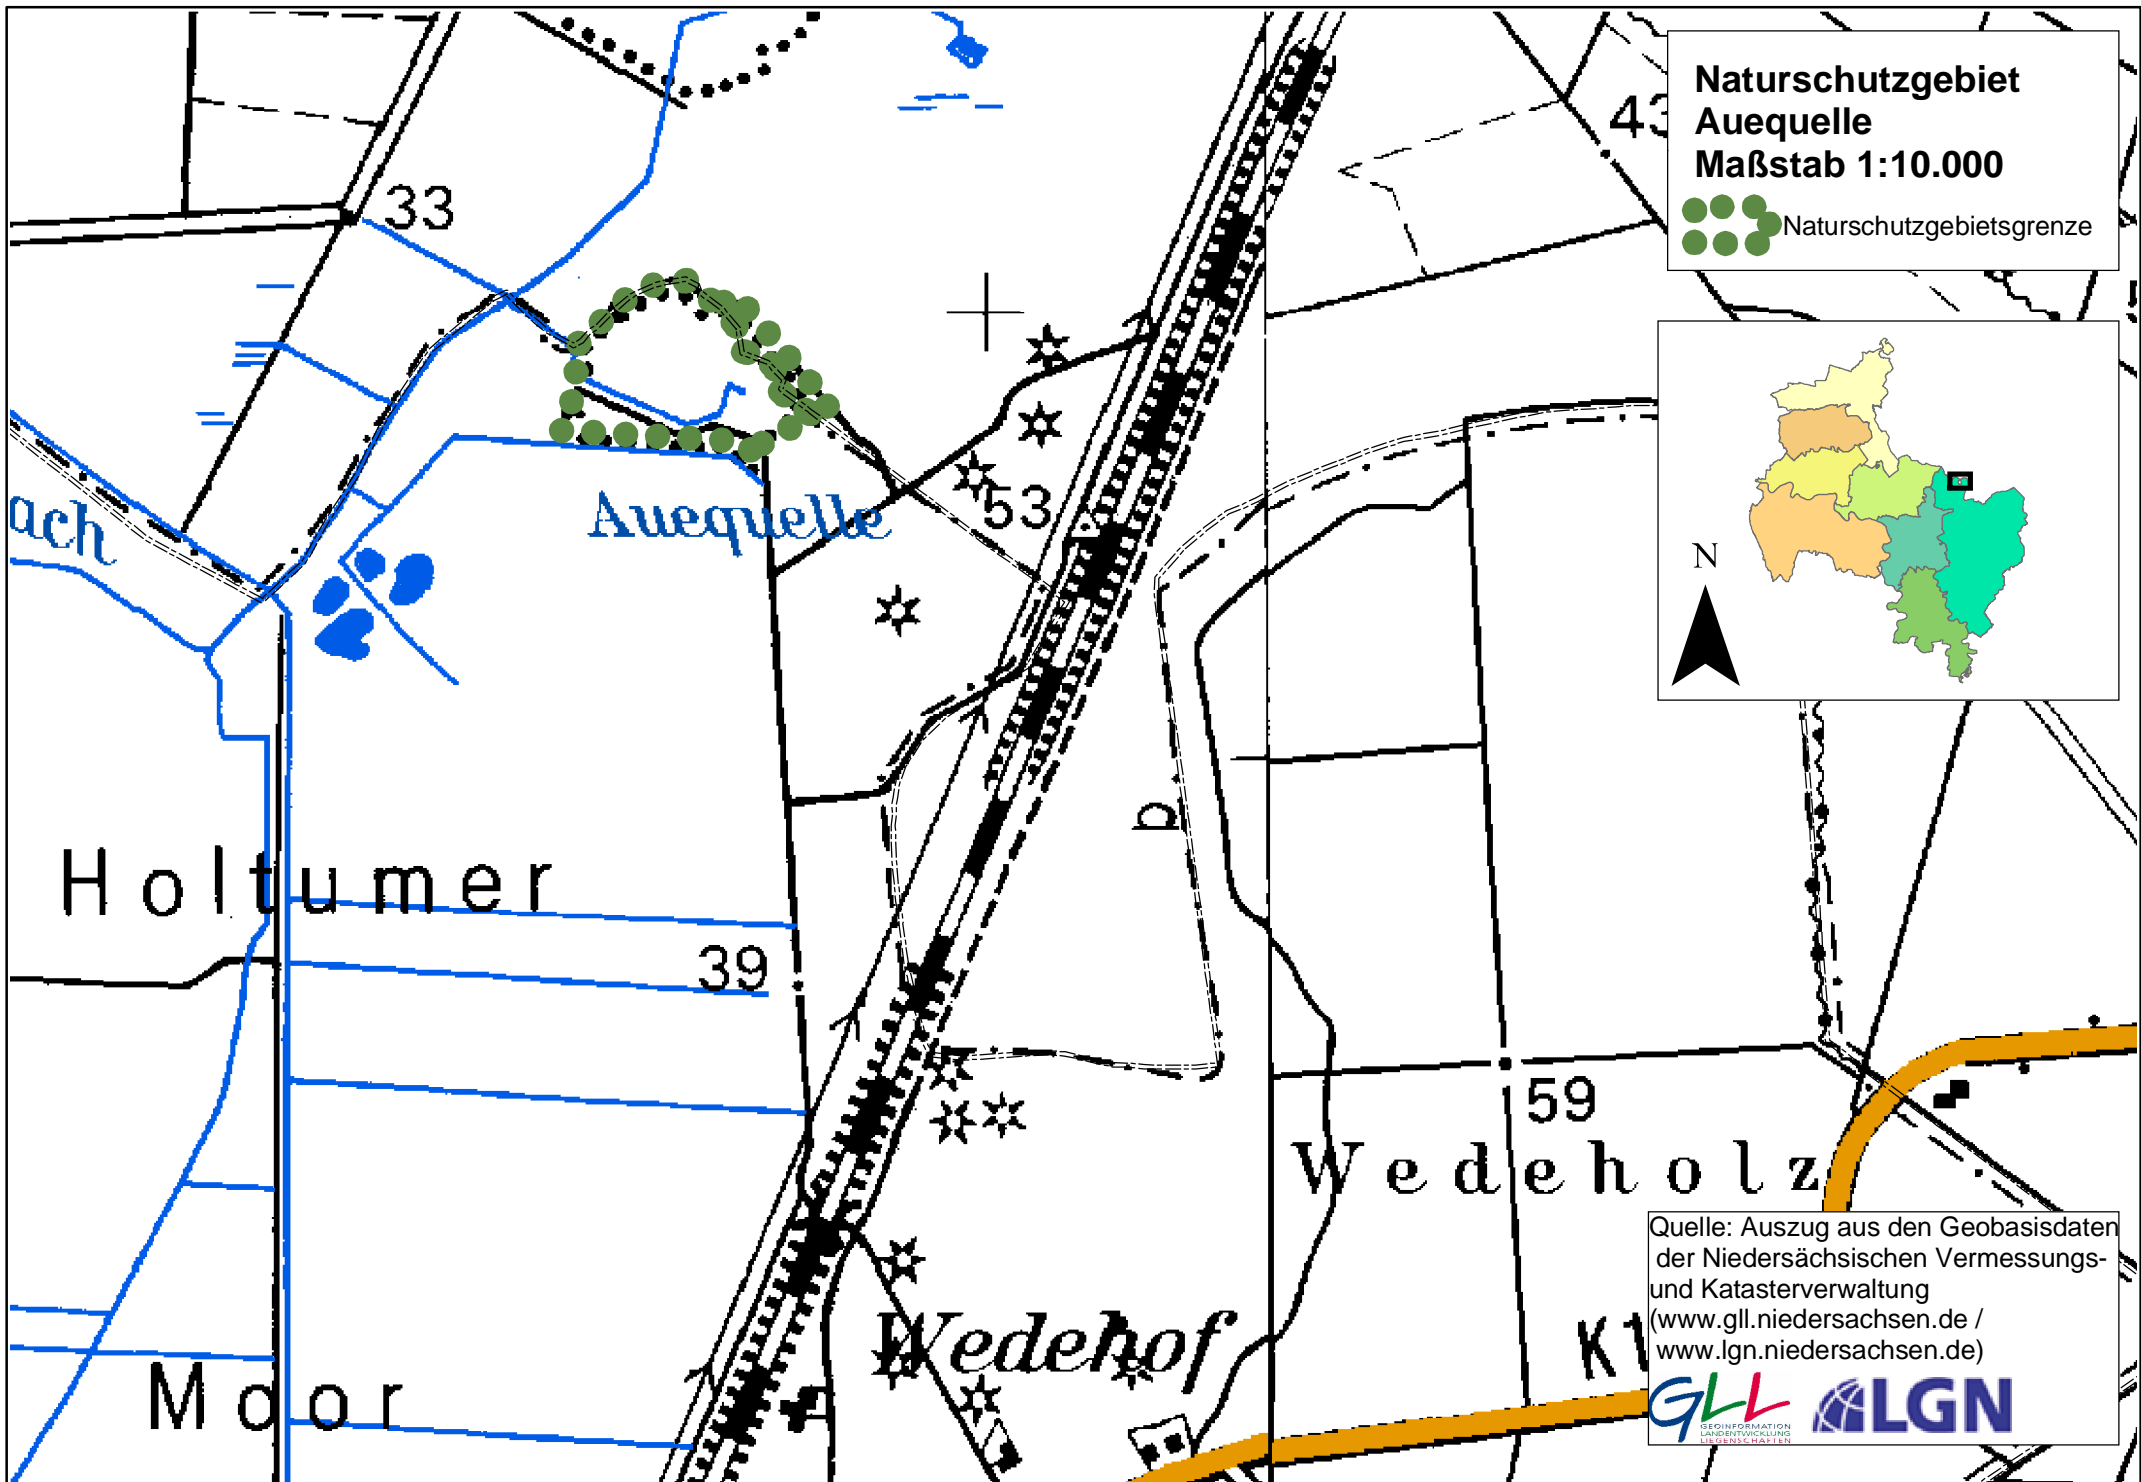 Naturschutzgebiet
Auequelle
Maßstab 1:10.000
Naturschutzgebietsgrenze
43
33
N
53
Auequelle
ach
b
Holtumer
39
59
Wedeholz
Wedehof
Moor
Quelle: Auszug aus den Geobasisdaten
der Niedersächsischen Vermessungs-
und Katasterverwaltung
(www.gll.niedersachsen.de /
www.lgn.niedersachsen.de)
GLL
GEOINFORMATION
LANDENTWICKLUNG
LIEGENSCHAFTEN
LGN